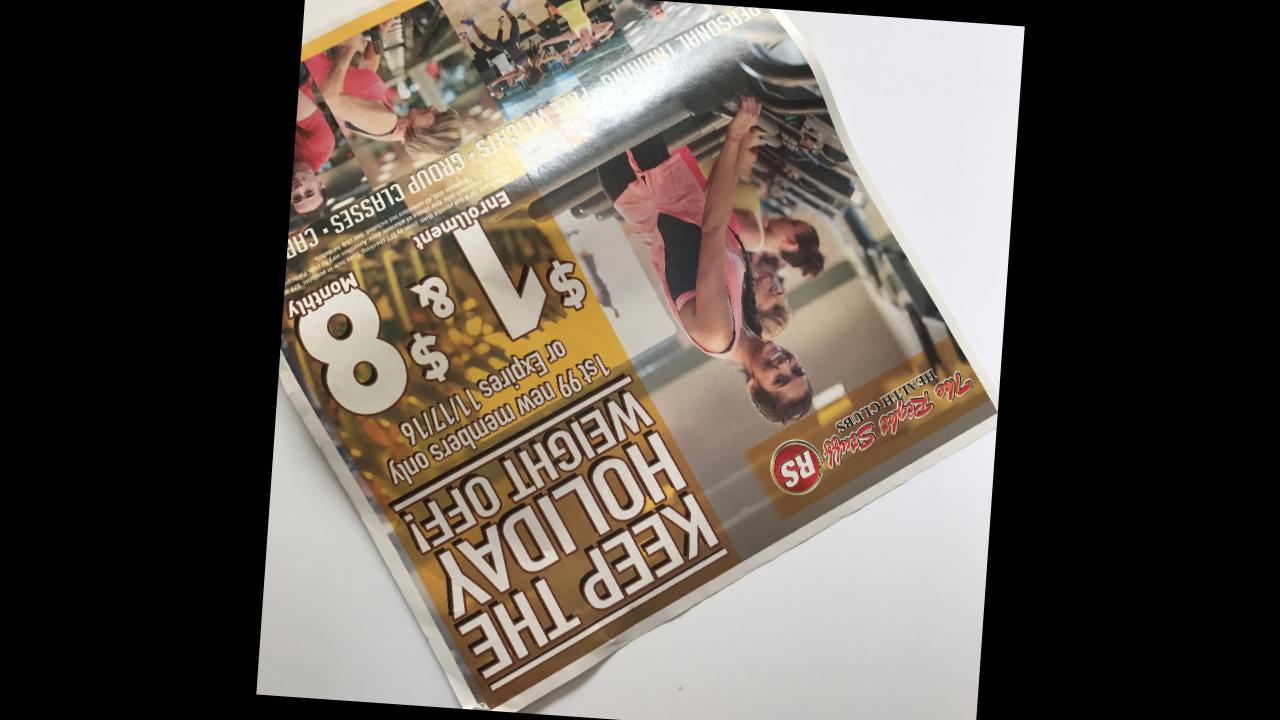 RS
The Right Stuff
HEALTH CLUBS
KEEP THE
HOLIDAY
WEIGHT OFF!
1st 99 new members only
or Expires 11/17/16
$1 Enrollment & $8 Monthly
PERSONAL TRAINING
FREE WEIGHTS • GROUP CLASSES •